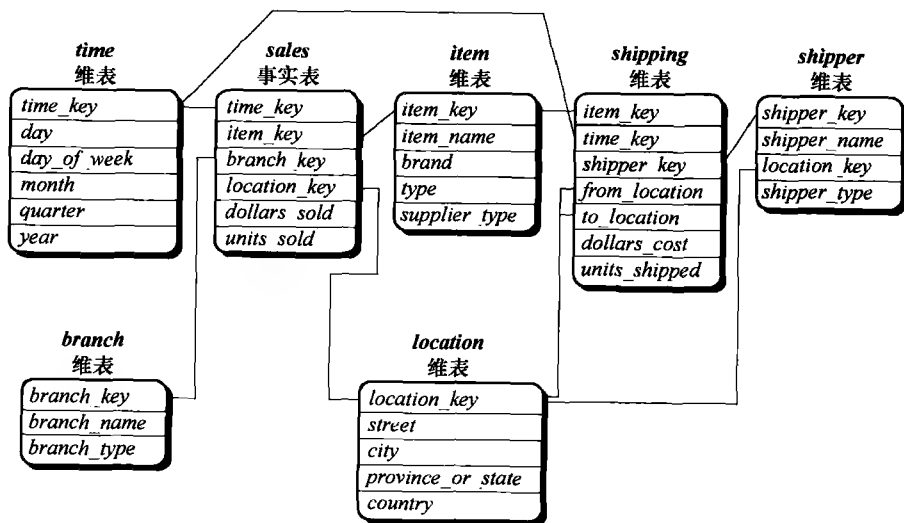 time
维表
time_key
day
day_of_week
month
quarter
year
sales
事实表
time_key
item_key
branch_key
location_key
dollars_sold
units_sold
item
维表
item_key
item_name
brand
type
supplier_type
shipping
维表
item_key
time_key
shipper_key
from_location
to_location
dollars_cost
units_shipped
shipper
维表
shipper_key
shipper_name
location_key
shipper_type
branch
维表
branch_key
branch_name
branch_type
location
维表
location_key
street
city
province_or_state
country